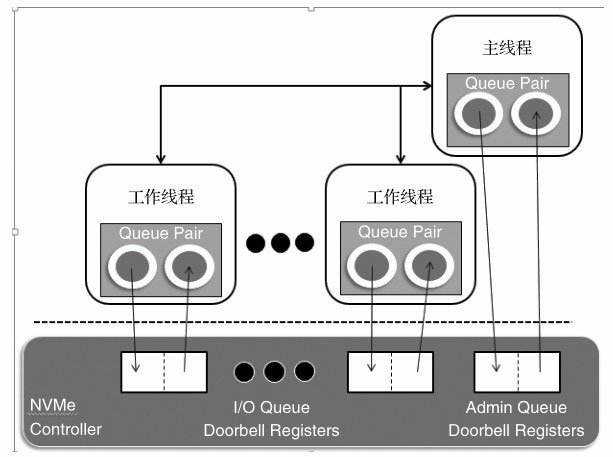 主线程
Queue Pair
工作线程
Queue Pair
工作线程
Queue Pair
NVMe
Controller
I/O Queue
Doorbell Registers
Admin Queue
Doorbell Registers